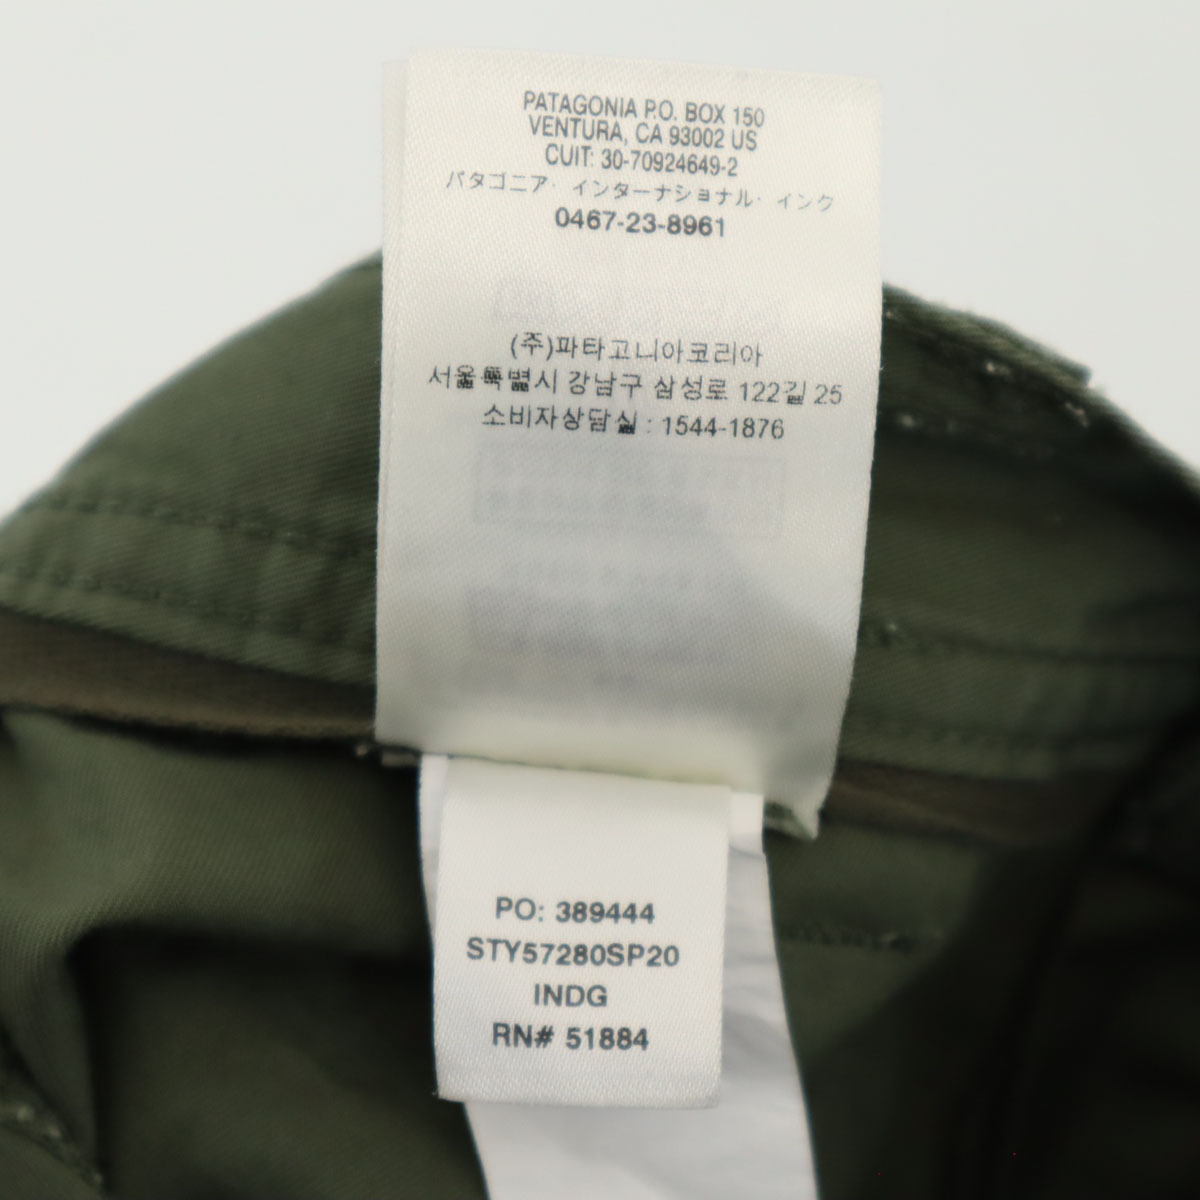 PATAGONIA P.O. BOX 150
VENTURA, CA 93002 US
CUIT: 30-70924649-2
パタゴニア・インターナショナル・インク
0467-23-8961
(주)파타고니아코리아
서울특별시 강남구 삼성로 122길 25
소비자상담실 : 1544-1876
PO: 389444
STY57280SP20
INDG
RN# 51884